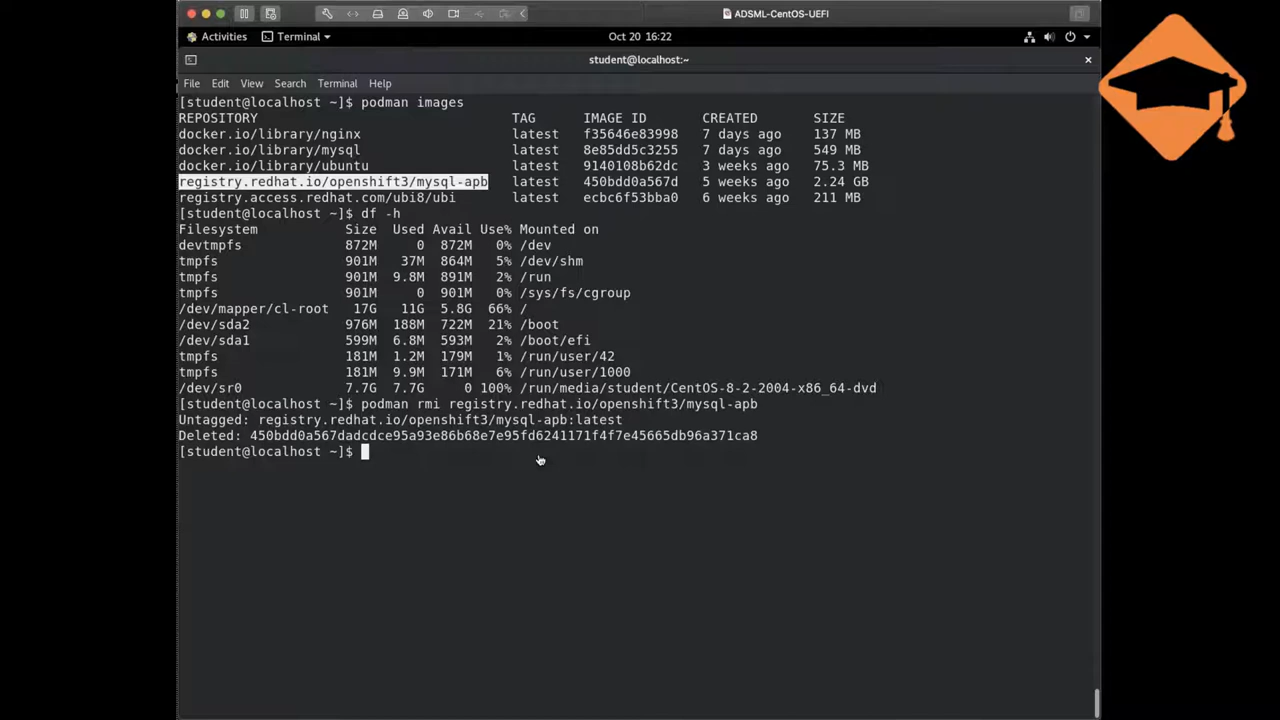 ADSML-CentOS-UEFI
Activities Terminal Oct 20 16:22
student@localhost:~
File Edit View Search Terminal Help
[student@localhost ~]$ podman images
REPOSITORY TAG IMAGE ID CREATED SIZE
docker.io/library/nginx latest f35646e83998 7 days ago 137 MB
docker.io/library/mysql latest 8e85dd5c3255 7 days ago 549 MB
docker.io/library/ubuntu latest 9140108b62dc 3 weeks ago 75.3 MB
registry.redhat.io/openshift3/mysql-apb latest 450bdd0a567d 5 weeks ago 2.24 GB
registry.access.redhat.com/ubi8/ubi latest ecbc6f53bba0 6 weeks ago 211 MB
[student@localhost ~]$ df -h
Filesystem Size Used Avail Use% Mounted on
devtmpfs 872M 0 872M 0% /dev
tmpfs 901M 37M 864M 5% /dev/shm
tmpfs 901M 9.8M 891M 2% /run
tmpfs 901M 0 901M 0% /sys/fs/cgroup
/dev/mapper/cl-root 17G 11G 5.8G 66% /
/dev/sda2 976M 188M 722M 21% /boot
/dev/sda1 599M 6.8M 593M 2% /boot/efi
tmpfs 181M 1.2M 179M 1% /run/user/42
tmpfs 181M 9.9M 171M 6% /run/user/1000
/dev/sr0 7.7G 7.7G 0 100% /run/media/student/CentOS-8-2-2004-x86_64-dvd
[student@localhost ~]$ podman rmi registry.redhat.io/openshift3/mysql-apb
Untagged: registry.redhat.io/openshift3/mysql-apb:latest
Deleted: 450bdd0a567dadcdce95a93e86b68e7e95fd6241171f4f7e45665db96a371ca8
[student@localhost ~]$